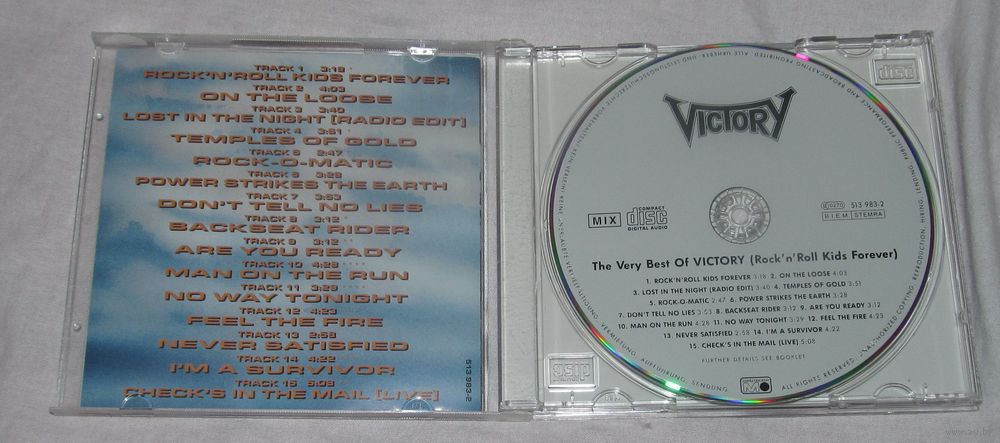 TRACK 1 3:18
ROCK'N'ROLL KIDS FOREVER
TRACK 2 4:03
ON THE LOOSE
TRACK 3 3:40
LOST IN THE NIGHT [RADIO EDIT]
TRACK 4 3:51
TEMPLES OF GOLD
TRACK 5 2:47
ROCK-O-MATIC
TRACK 6 3:28
POWER STRIKES THE EARTH
TRACK 7 3:53
DON'T TELL NO LIES
TRACK 8 3:12
BACKSEAT RIDER
TRACK 9 3:12
ARE YOU READY
TRACK 10 4:28
MAN ON THE RUN
TRACK 11 3:29
NO WAY TONIGHT
TRACK 12 4:23
FEEL THE FIRE
TRACK 13 2:58
NEVER SATISFIED
TRACK 14 4:22
I'M A SURVIVOR
TRACK 15 5:08
CHECK'S IN THE MAIL [LIVE]
513 983-2
VICTORY
MIX
COMPACT
disc
DIGITAL AUDIO
513 983-2
B.I.E.M. STEMRA
The Very Best Of VICTORY (Rock'n'Roll Kids Forever)
1. ROCK'N'ROLL KIDS FOREVER 3:18 2. ON THE LOOSE 4:03
3. LOST IN THE NIGHT (RADIO EDIT) 3:40 4. TEMPLES OF GOLD 3:51
5. ROCK-O-MATIC 2:47 6. POWER STRIKES THE EARTH 3:28
7. DON'T TELL NO LIES 3:53 8. BACKSEAT RIDER 3:12 9. ARE YOU READY 3:12
10. MAN ON THE RUN 4:28 11. NO WAY TONIGHT 3:29 12. FEEL THE FIRE 4:23
13. NEVER SATISFIED 2:58 14. I'M A SURVIVOR 4:22
15. CHECK'S IN THE MAIL (LIVE) 5:08
FURTHER DETAILS SEE BOOKLET
ALL RIGHTS RESERVED
disc
disc